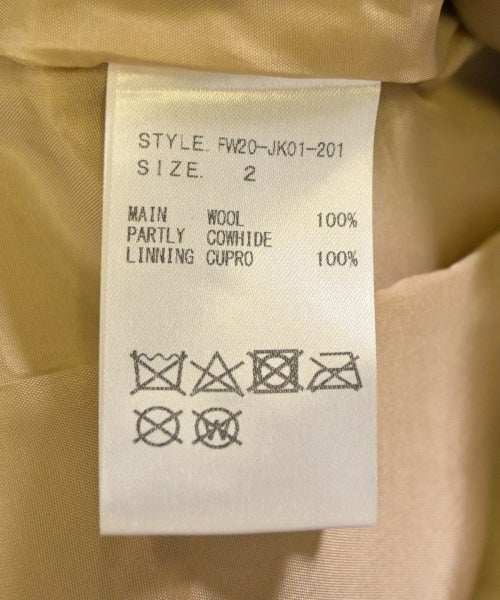 STYLE. FW20-JK01-201
SIZE. 2
MAIN WOOL 100%
PARTLY COWHIDE
LINNING CUPRO 100%
W